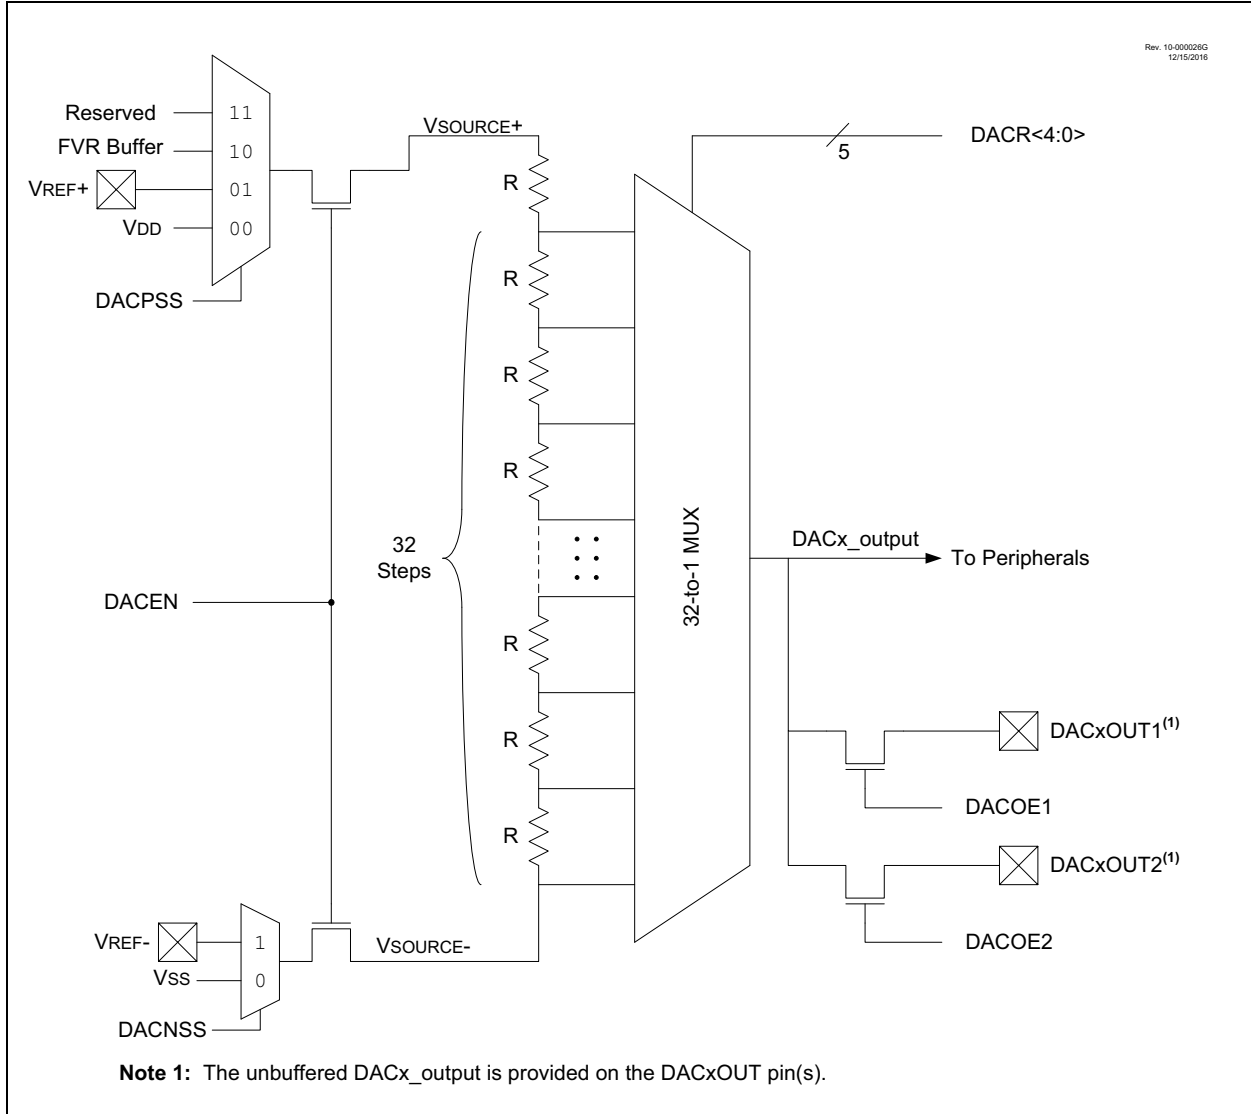 Rev. 10-000026G
12/15/2016
Reserved
11
FVR Buffer
10
VREF+
01
VDD
00
DACPSS
VSOURCE+
5
DACR<4:0>
R
R
R
R
32
Steps
32-to-1 MUX
DACx_output
To Peripherals
DACEN
R
R
R
DACxOUT1(1)
DACOE1
DACxOUT2(1)
DACOE2
VREF-
1
VSS
0
VSOURCE-
DACNSS
Note 1: The unbuffered DACx_output is provided on the DACxOUT pin(s).